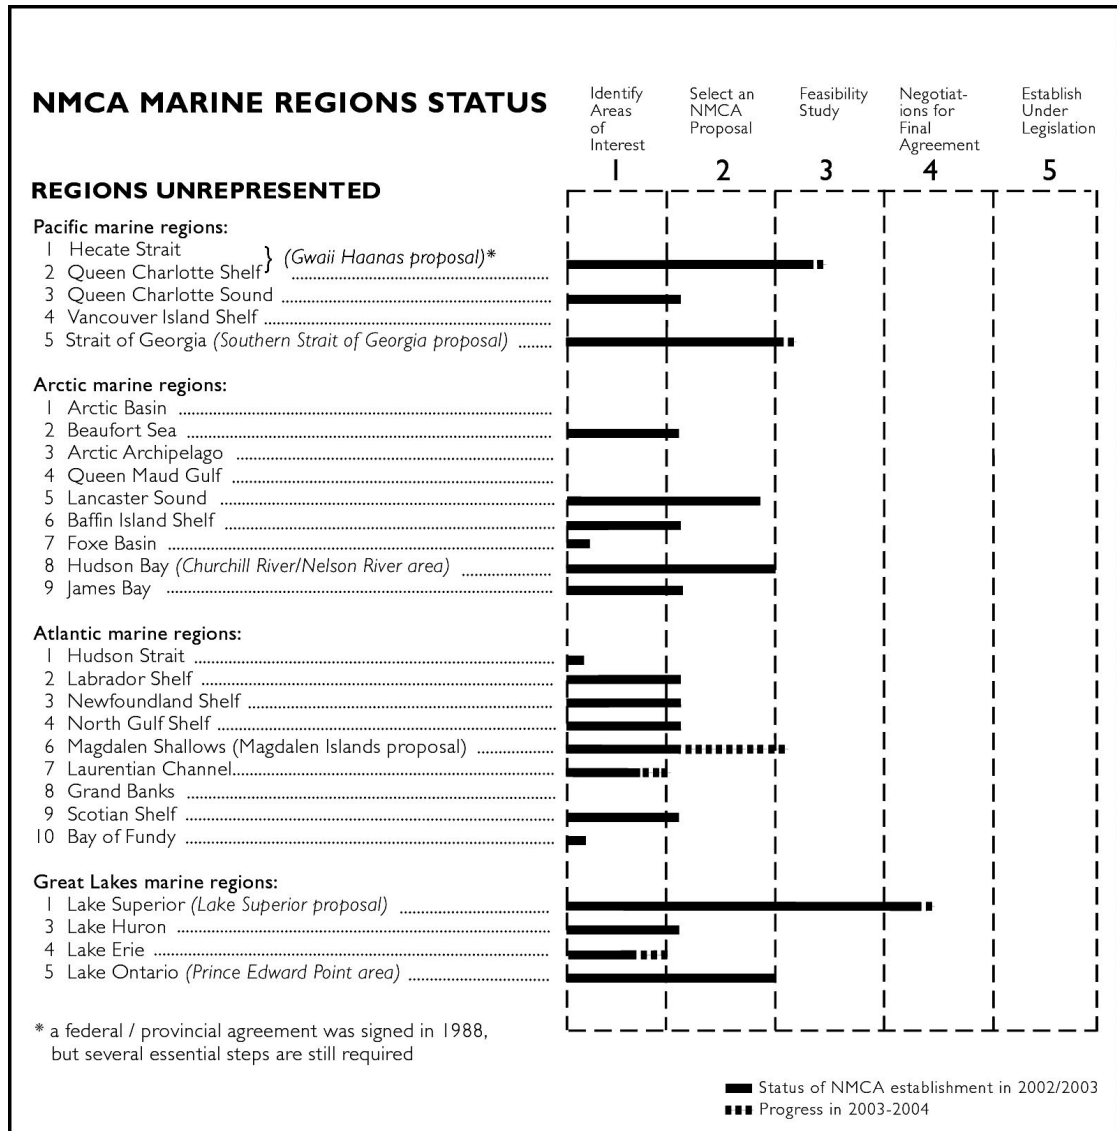 NMCA MARINE REGIONS STATUS
Identify
Areas
of
Interest
Select an
NMCA
Proposal
Feasibility
Study
Negotiat-
ions for
Final
Agreement
Establish
Under
Legislation
1 2 3 4 5
REGIONS UNREPRESENTED
Pacific marine regions:
1 Hecate Strait
(Gwaii Haanas proposal)*
2 Queen Charlotte Shelf
3 Queen Charlotte Sound
4 Vancouver Island Shelf
5 Strait of Georgia (Southern Strait of Georgia proposal)
Arctic marine regions:
1 Arctic Basin
2 Beaufort Sea
3 Arctic Archipelago
4 Queen Maud Gulf
5 Lancaster Sound
6 Baffin Island Shelf
7 Foxe Basin
8 Hudson Bay (Churchill River/Nelson River area)
9 James Bay
Atlantic marine regions:
1 Hudson Strait
2 Labrador Shelf
3 Newfoundland Shelf
4 North Gulf Shelf
6 Magdalen Shallows (Magdalen Islands proposal)
7 Laurentian Channel
8 Grand Banks
9 Scotian Shelf
10 Bay of Fundy
Great Lakes marine regions:
1 Lake Superior (Lake Superior proposal)
3 Lake Huron
4 Lake Erie
5 Lake Ontario (Prince Edward Point area)
* a federal / provincial agreement was signed in 1988,
but several essential steps are still required
Status of NMCA establishment in 2002/2003
Progress in 2003-2004